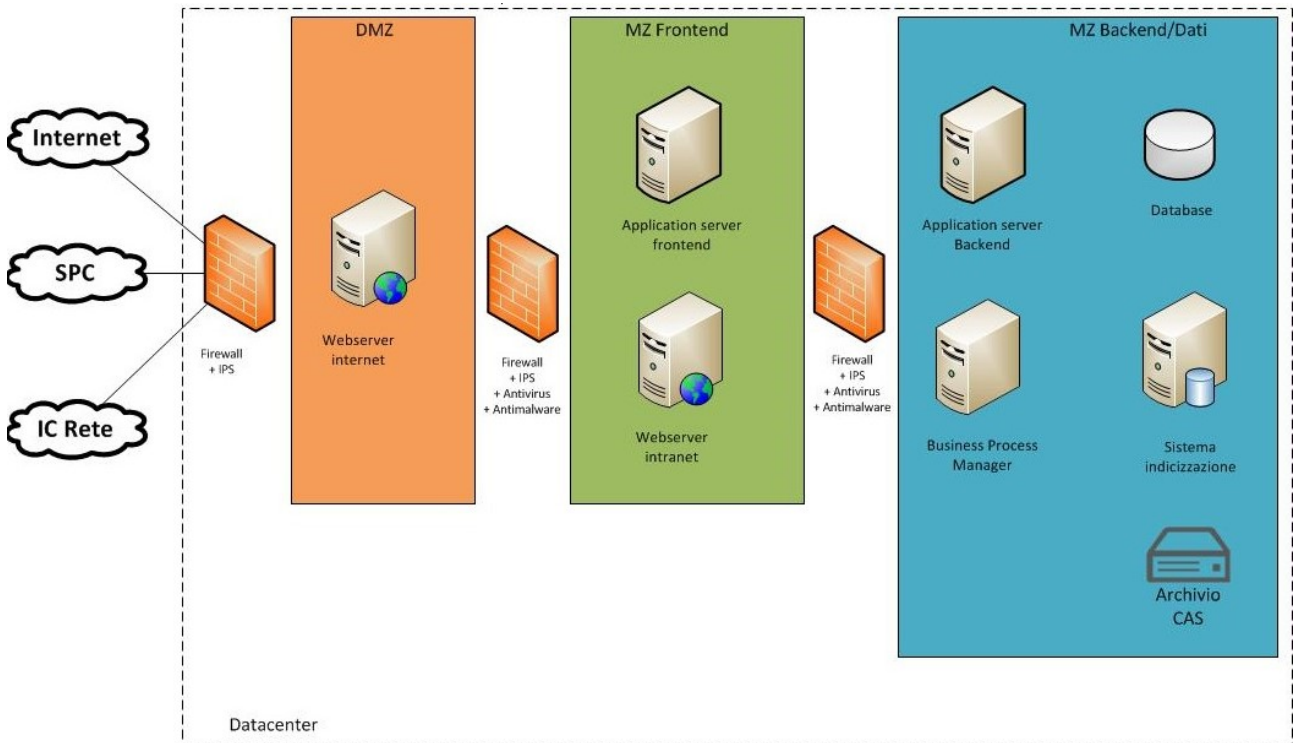 DMZ
MZ Frontend
MZ Backend/Dati
Internet
SPC
IC Rete
Firewall
+ IPS
Webserver
internet
Firewall
+ IPS
+ Antivirus
+ Antimalware
Application server
frontend
Webserver
intranet
Firewall
+ IPS
+ Antivirus
+ Antimalware
Application server
Backend
Database
Business Process
Manager
Sistema
indicizzazione
Archivio
CAS
Datacenter